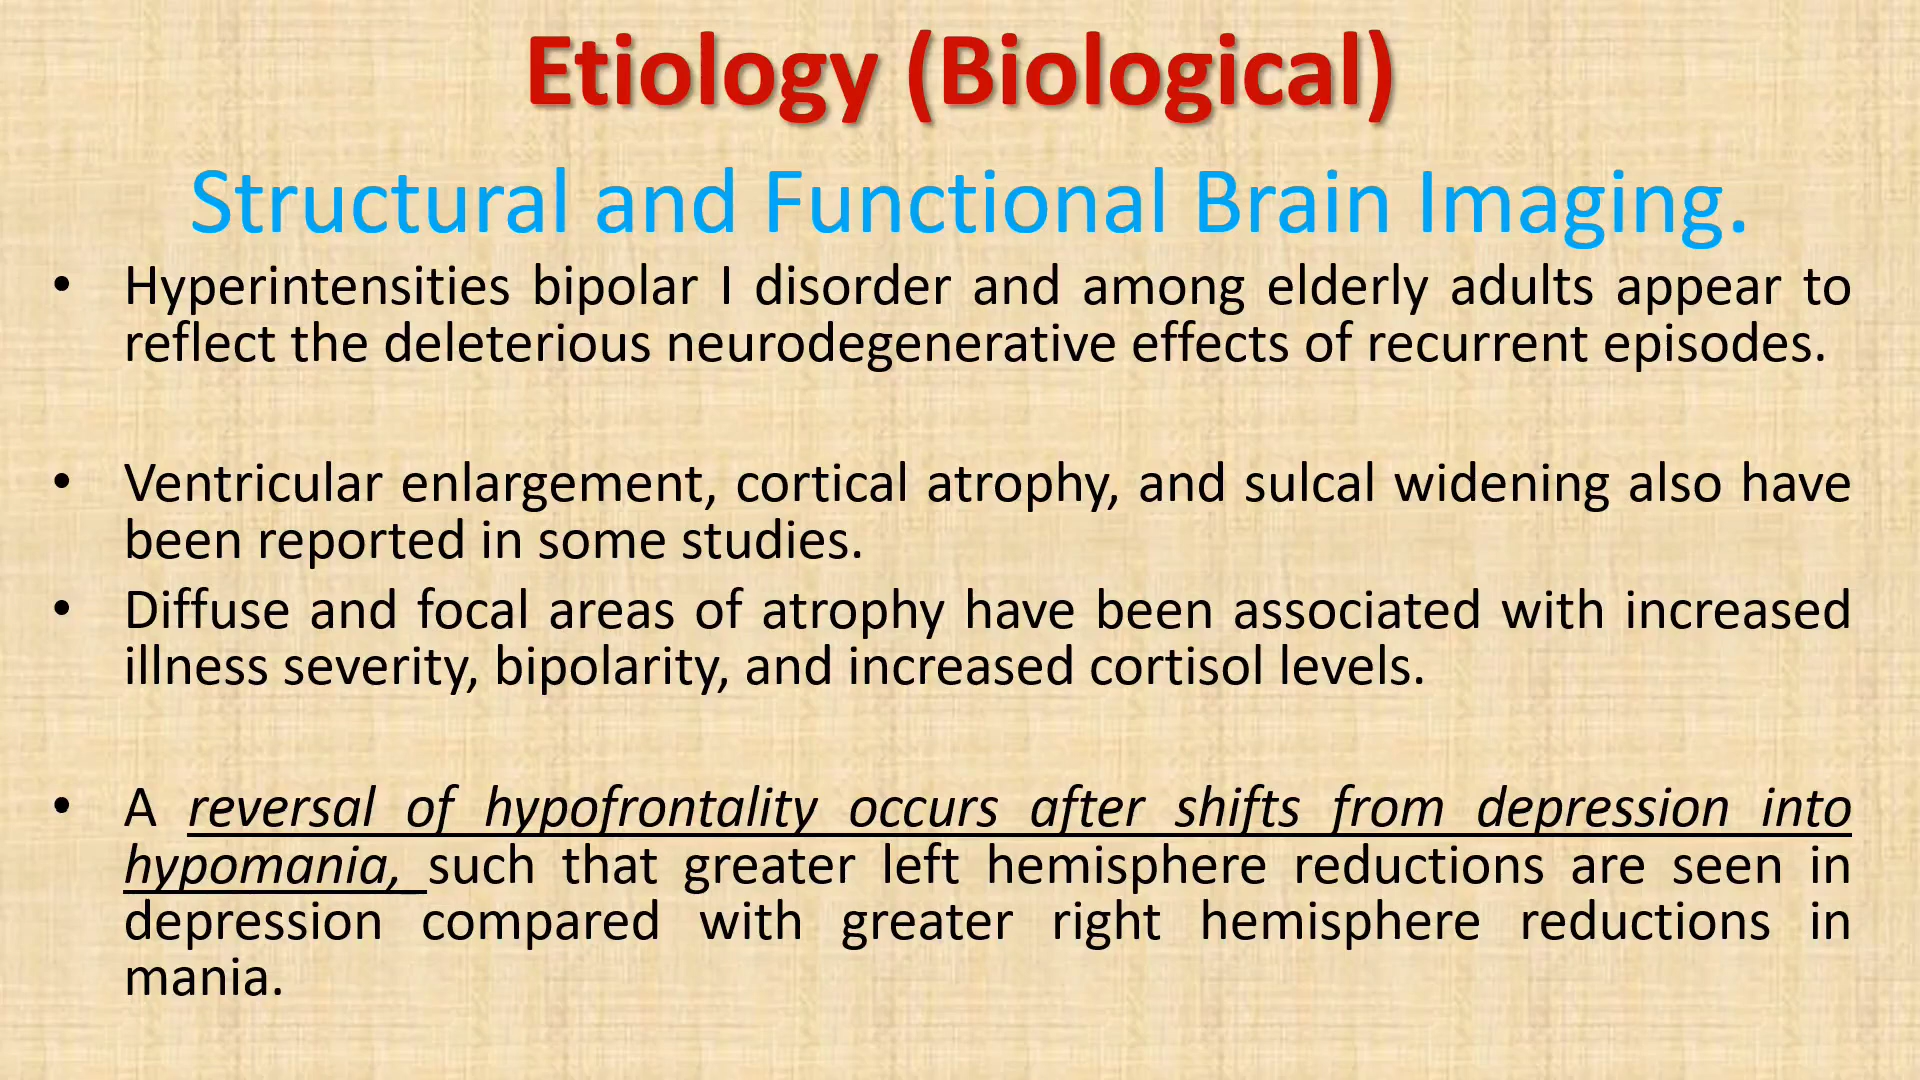 Etiology (Biological)
Structural and Functional Brain Imaging.
• Hyperintensities bipolar I disorder and among elderly adults appear to
reflect the deleterious neurodegenerative effects of recurrent episodes.
• Ventricular enlargement, cortical atrophy, and sulcal widening also have
been reported in some studies.
• Diffuse and focal areas of atrophy have been associated with increased
illness severity, bipolarity, and increased cortisol levels.
• A reversal of hypofrontality occurs after shifts from depression into
hypomania, such that greater left hemisphere reductions are seen in
depression compared with greater right hemisphere reductions in
mania.